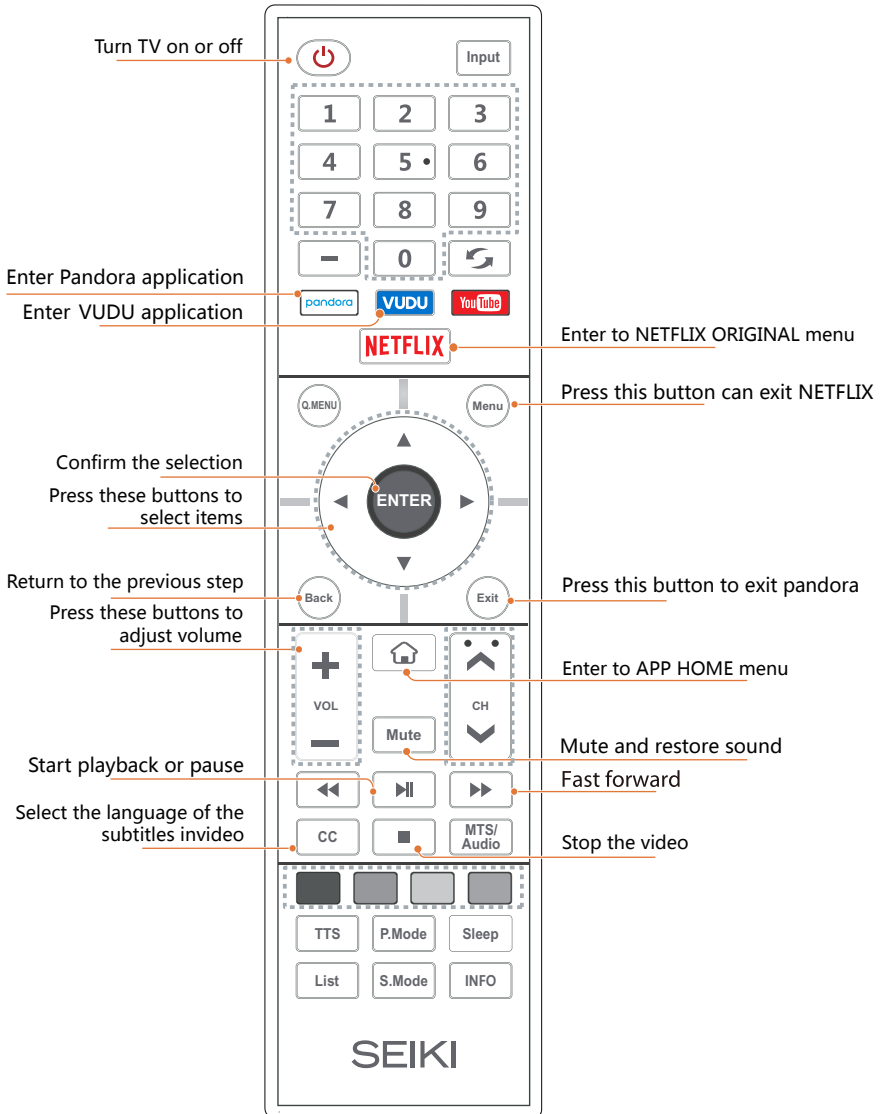 Turn TV on or off
Input
1 2 3
4 5 6
7 8 9
– 0
Enter Pandora application
pandora VUDU YouTube
Enter VUDU application
NETFLIX
Enter to NETFLIX ORIGINAL menu
Q.MENU
Menu
Press this button can exit NETFLIX
Confirm the selection
ENTER
Press these buttons to
select items
Return to the previous step
Back
Exit
Press this button to exit pandora
Press these buttons to
adjust volume
Enter to APP HOME menu
VOL
CH
Mute
Mute and restore sound
Start playback or pause
Fast forward
Select the language of the
subtitles invideo
CC
MTS/
Audio
Stop the video
TTS P.Mode Sleep
List S.Mode INFO
SEIKI